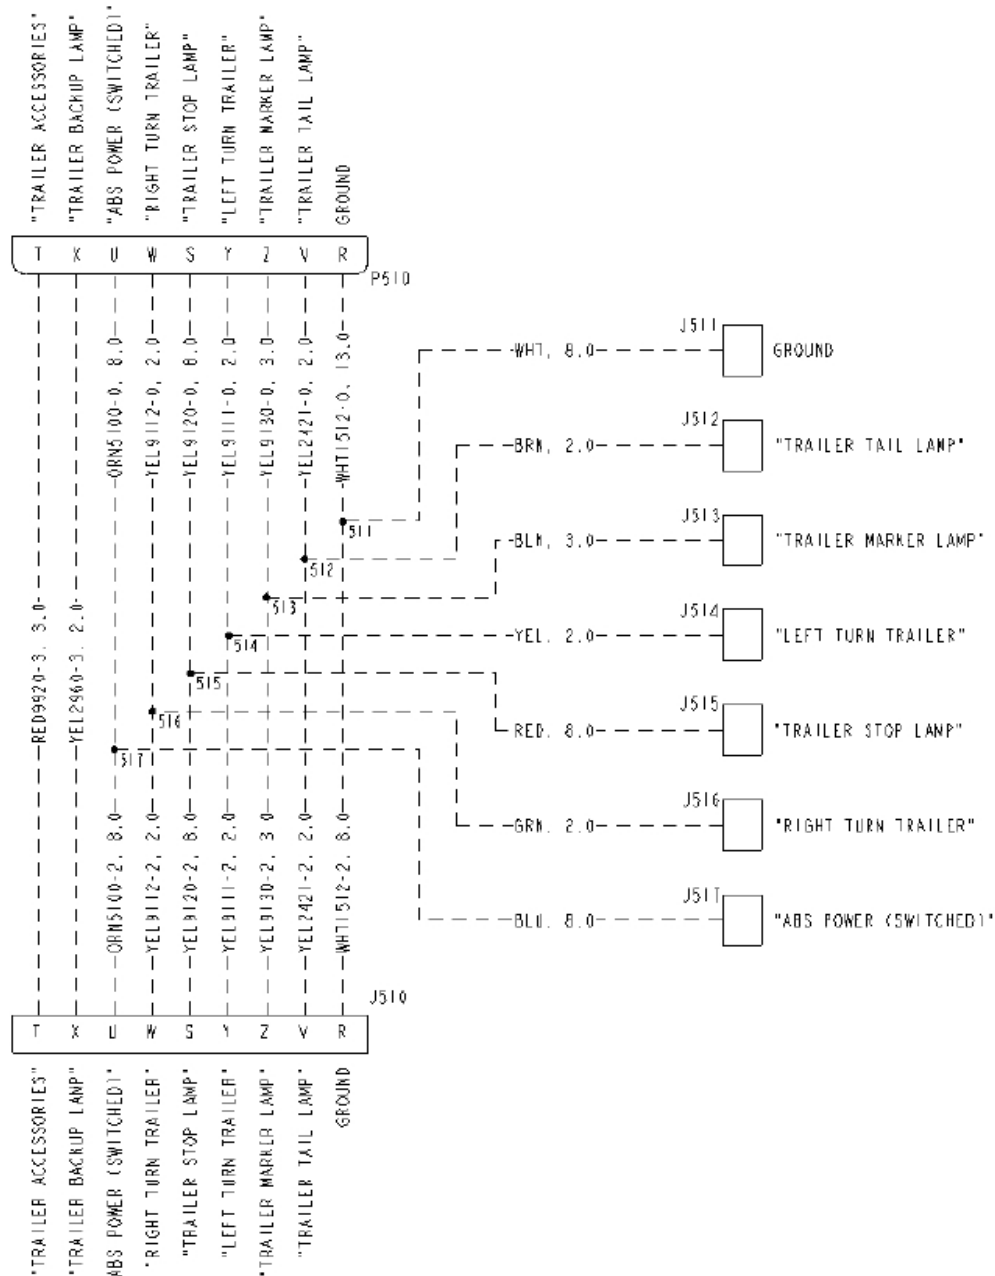 "TRAILER ACCESSORIES"
"TRAILER BACKUP LAMP"
"ABS POWER (SWITCHED)"
"RIGHT TURN TRAILER"
"TRAILER STOP LAMP"
"LEFT TURN TRAILER"
"TRAILER MARKER LAMP"
"TRAILER TAIL LAMP"
GROUND
T X U W S Y Z V R
P510
ORN5100-0, 8.0
YEL9112-0, 2.0
YEL9120-0, 8.0
YEL9111-0, 2.0
YEL9130-0, 3.0
YEL2421-0, 2.0
WHT1512-0, 13.0
J511
WHT, 8.0
GROUND
J512
BRN, 2.0
"TRAILER TAIL LAMP"
511
J513
BLK, 3.0
"TRAILER MARKER LAMP"
512
513
J514
YEL, 2.0
"LEFT TURN TRAILER"
514
RED9920-3, 3.0
YEL2960-3, 2.0
515
J515
RED, 8.0
"TRAILER STOP LAMP"
516
517
J516
GRN, 2.0
"RIGHT TURN TRAILER"
ORN5100-2, 8.0
YEL9112-2, 2.0
YEL9120-2, 8.0
YEL9111-2, 2.0
YEL9130-2, 3.0
YEL2421-2, 2.0
WHT1512-2, 8.0
J517
BLU, 8.0
"ABS POWER (SWITCHED)"
J510
T X U W S Y Z V R
"TRAILER ACCESSORIES"
"TRAILER BACKUP LAMP"
ABS POWER (SWITCHED)"
"RIGHT TURN TRAILER"
"TRAILER STOP LAMP"
"LEFT TURN TRAILER"
"TRAILER MARKER LAMP"
"TRAILER TAIL LAMP"
GROUND